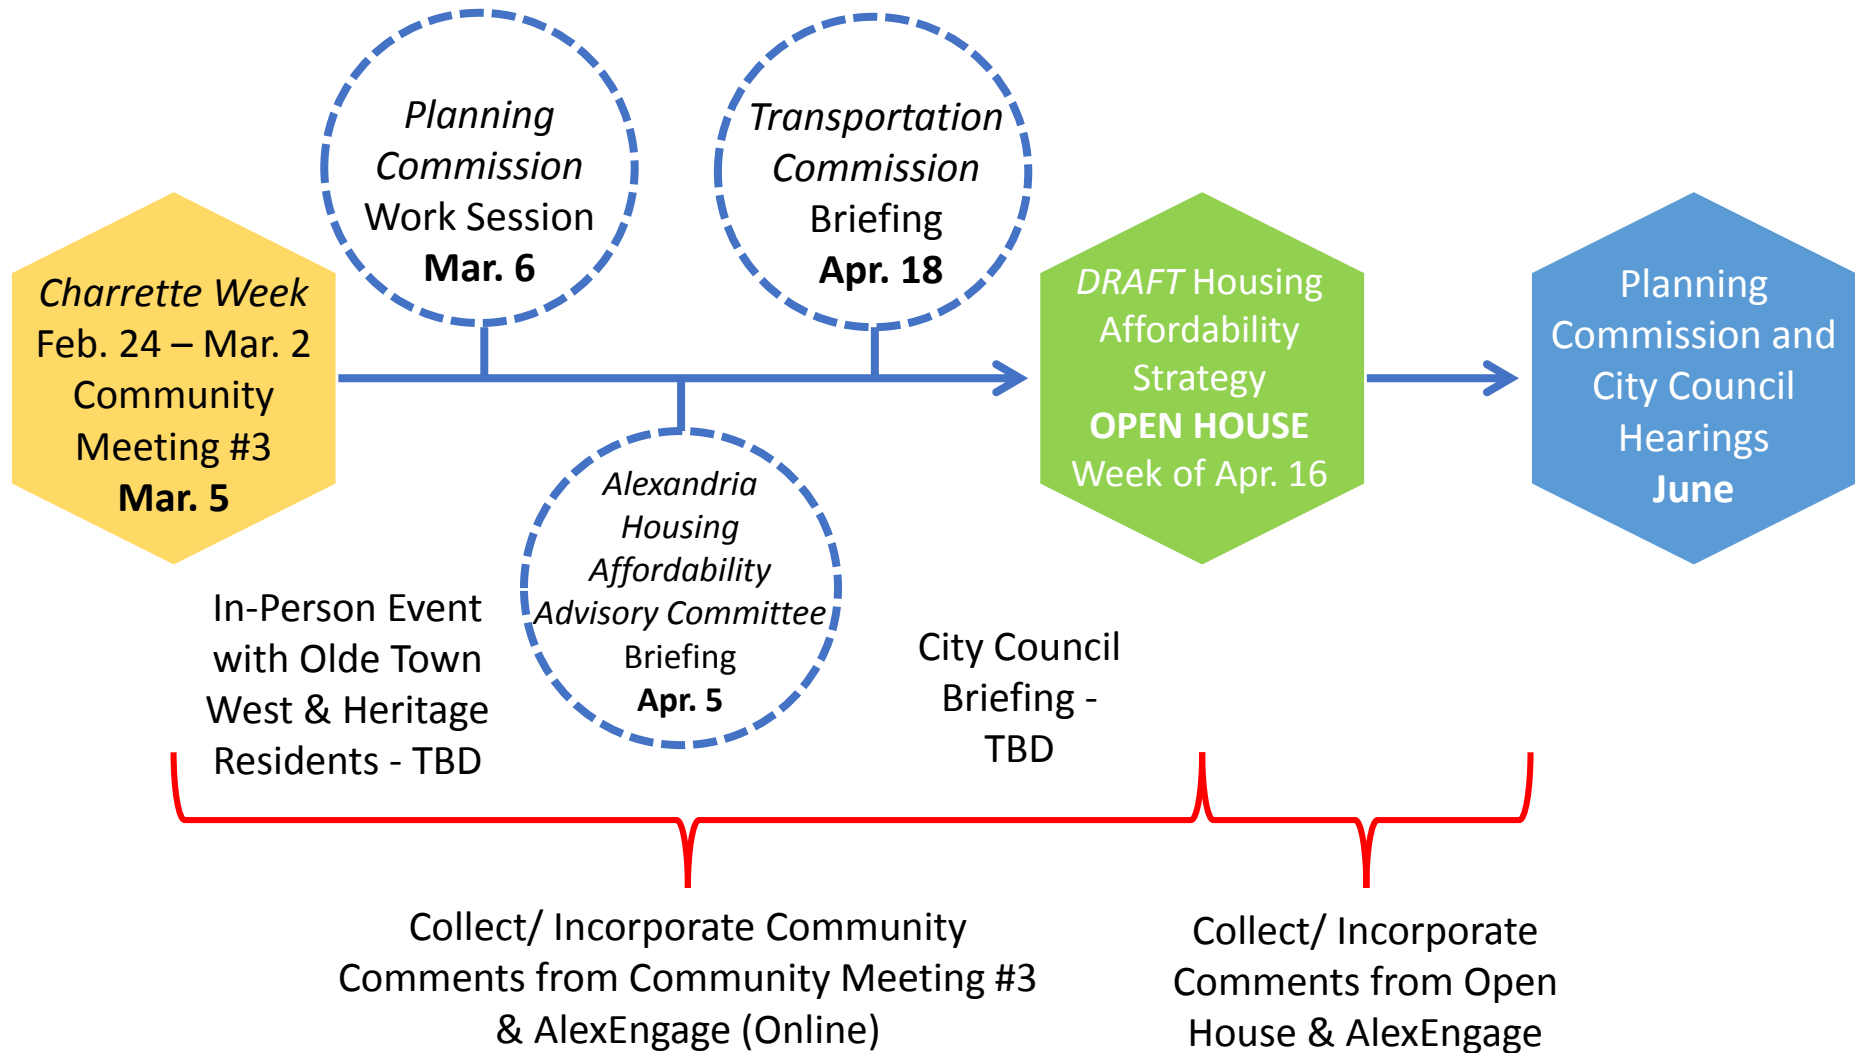 Charrette Week
Feb. 24 – Mar. 2
Community
Meeting #3
Mar. 5
Planning
Commission
Work Session
Mar. 6
Transportation
Commission
Briefing
Apr. 18
Alexandria
Housing
Affordability
Advisory Committee
Briefing
Apr. 5
DRAFT Housing
Affordability
Strategy
OPEN HOUSE
Week of Apr. 16
Planning
Commission and
City Council
Hearings
June
In-Person Event
with Olde Town
West & Heritage
Residents - TBD
City Council
Briefing -
TBD
Collect/ Incorporate Community
Comments from Community Meeting #3
& AlexEngage (Online)
Collect/ Incorporate
Comments from Open
House & AlexEngage